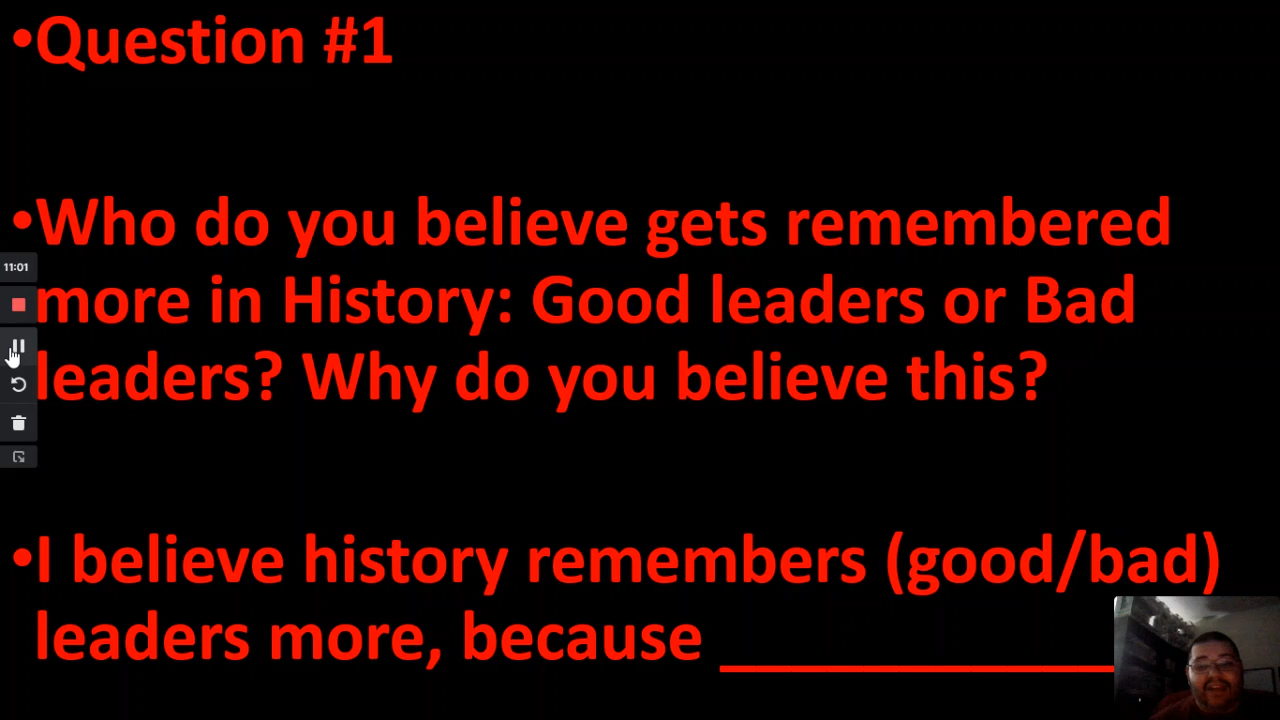 •Question #1
•Who do you believe gets remembered
more in History: Good leaders or Bad
leaders? Why do you believe this?
•I believe history remembers (good/bad)
leaders more, because _______________
11:01